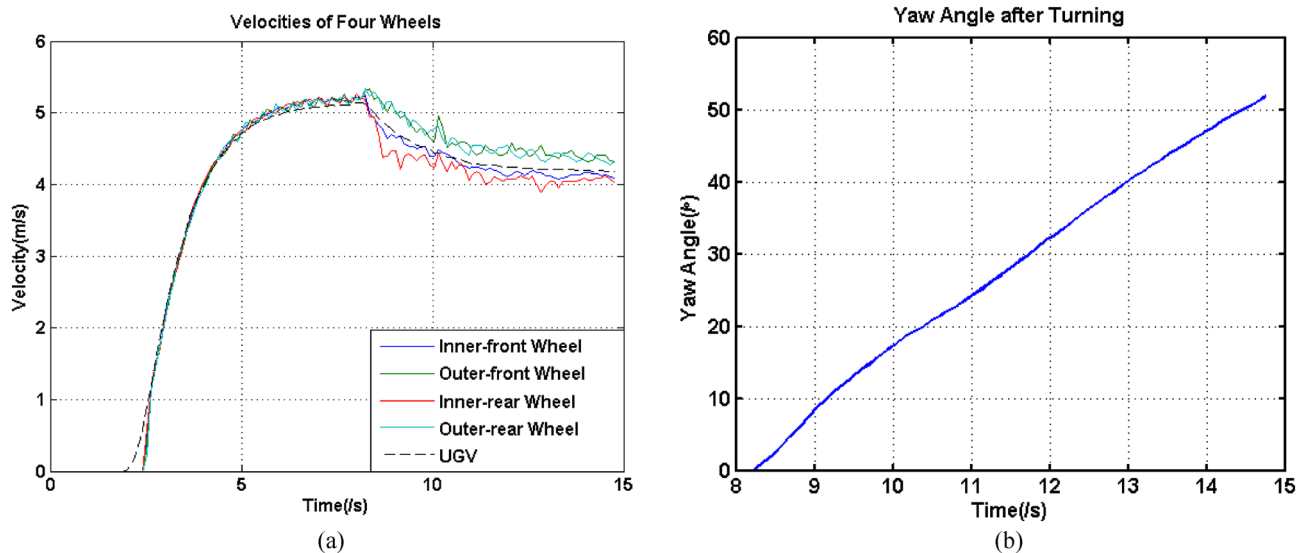 Velocities of Four Wheels
6
5
4
3
2
1
0
0
5
10
15
Velocity(m/s)
Time(/s)
Inner-front Wheel
Outer-front Wheel
Inner-rear Wheel
Outer-rear Wheel
UGV
(a)
Yaw Angle after Turning
60
50
40
30
20
10
0
8
9
10
11
12
13
14
15
Yaw Angle(/°)
Time(/s)
(b)